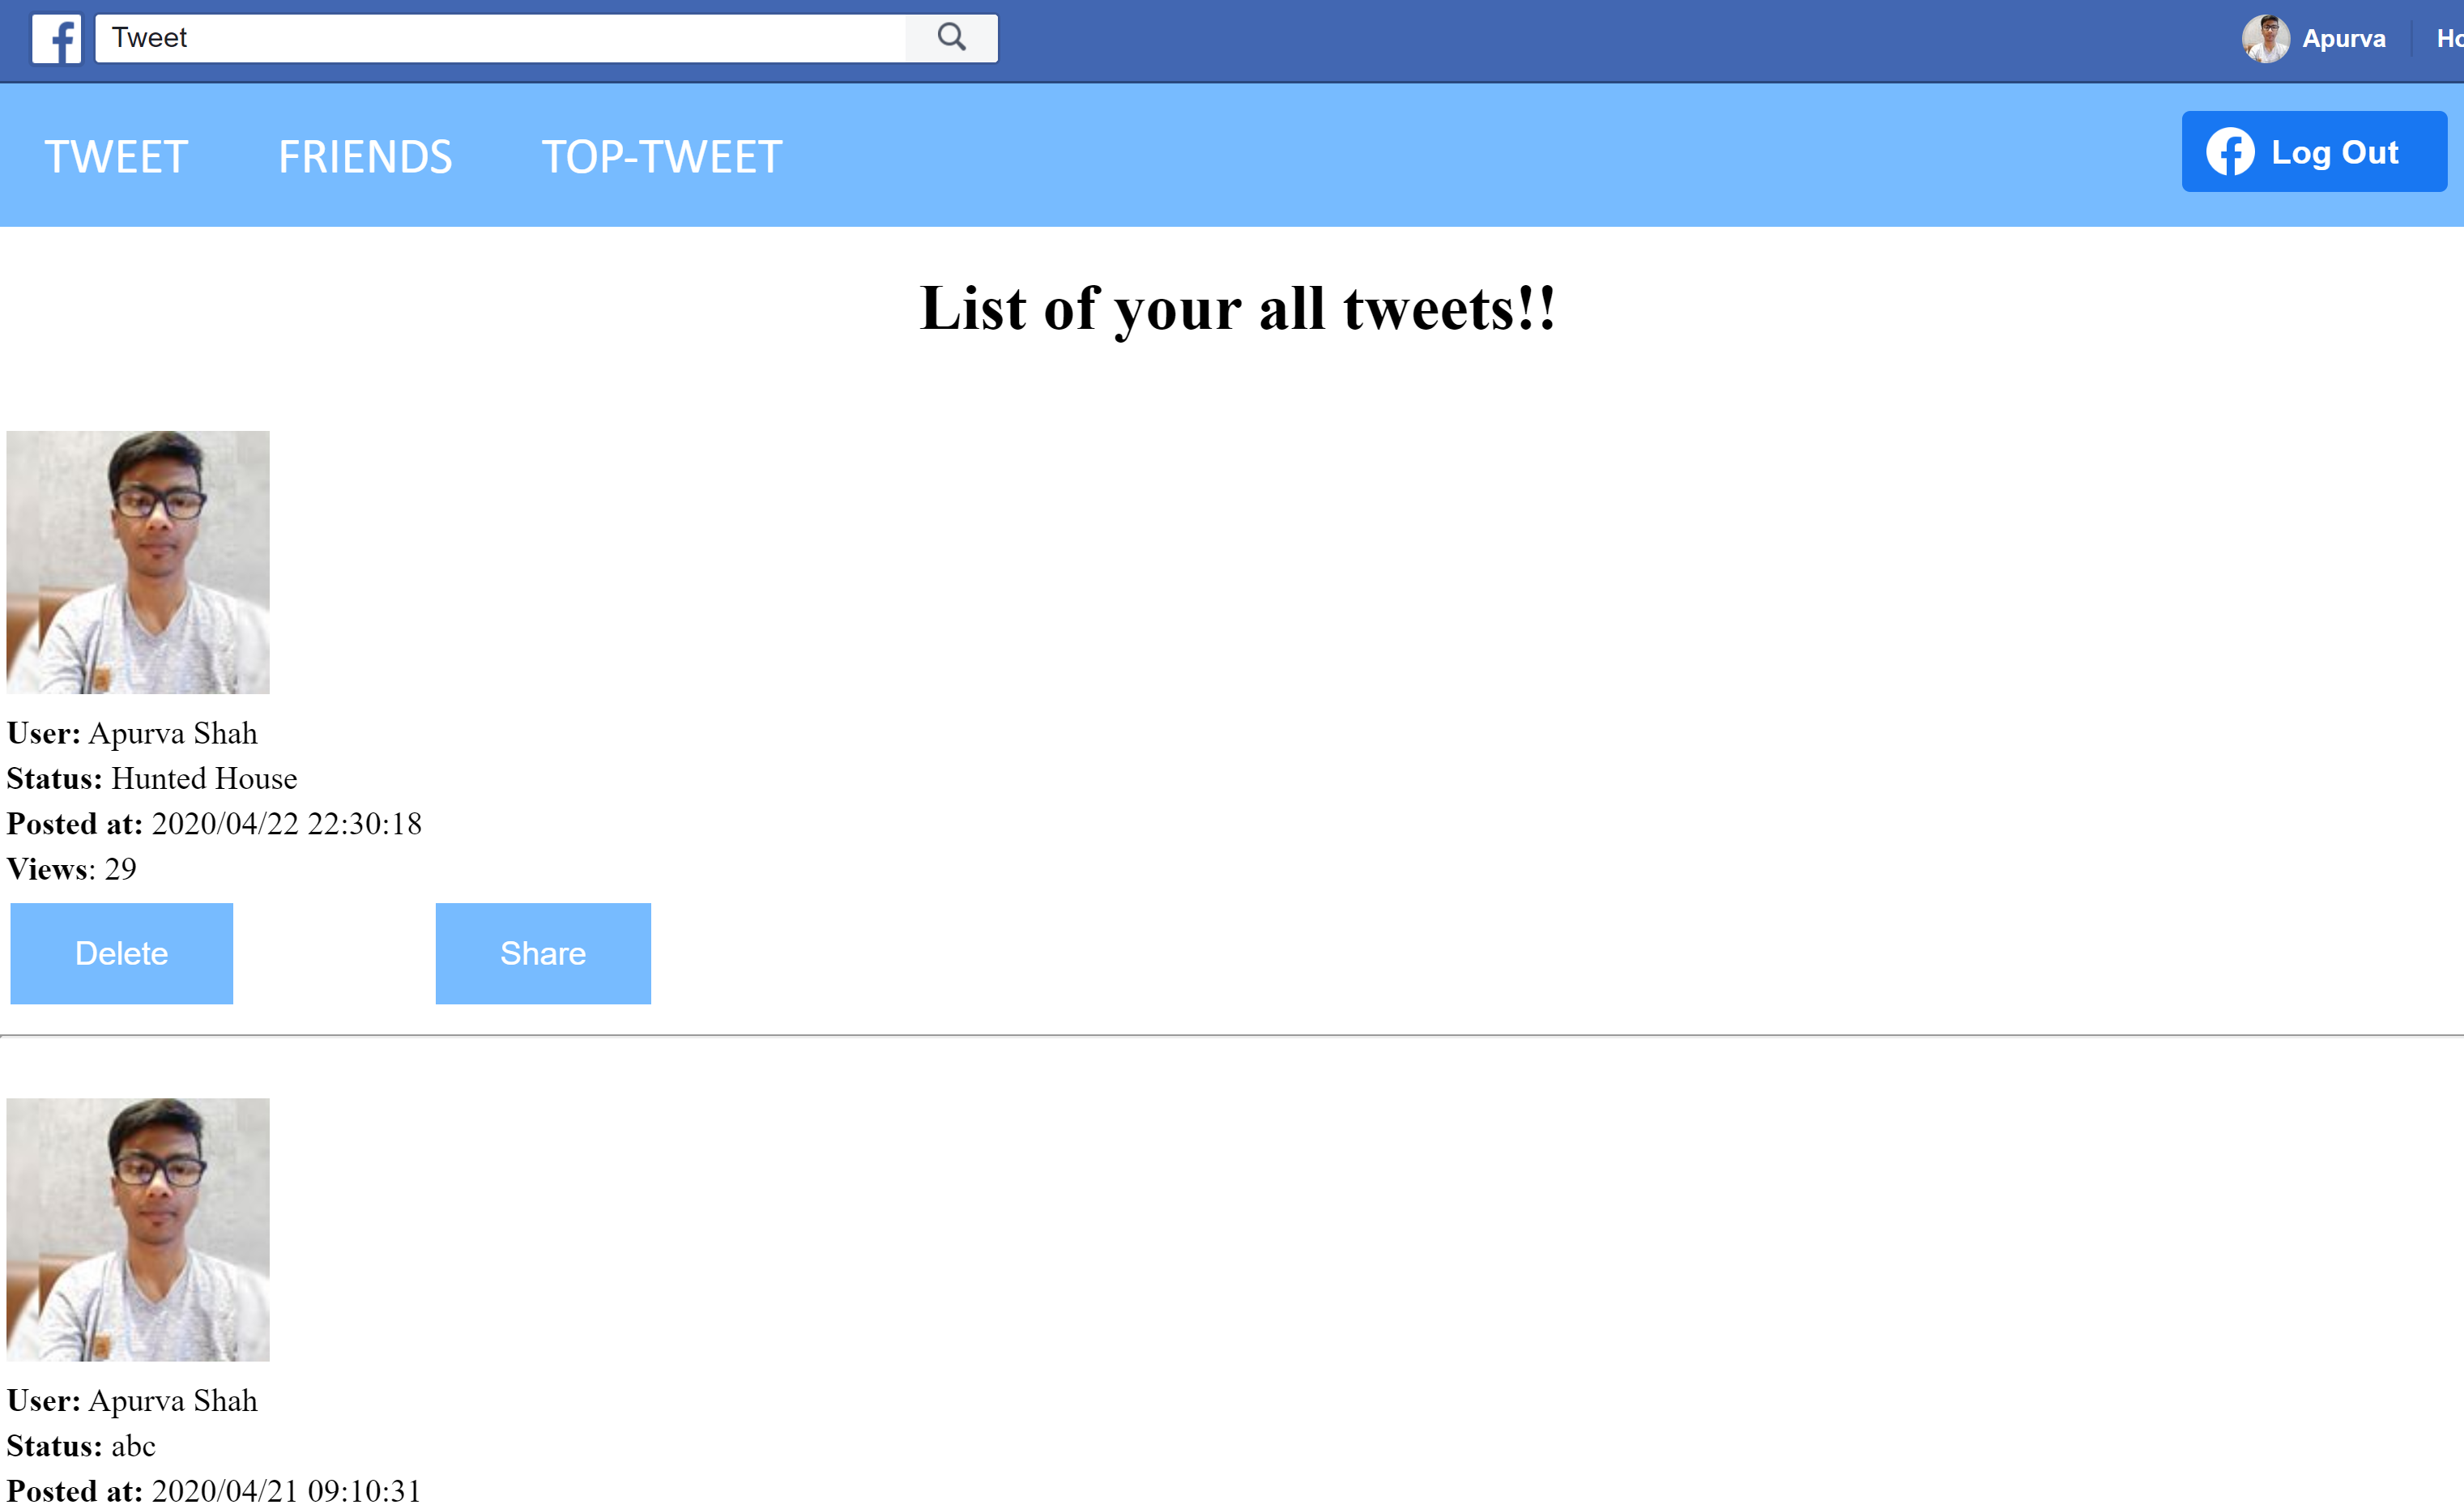 Tweet
Apurva
Ho
TWEET FRIENDS TOP-TWEET
Log Out
List of your all tweets!!
User: Apurva Shah
Status: Hunted House
Posted at: 2020/04/22 22:30:18
Views: 29
Delete Share
User: Apurva Shah
Status: abc
Posted at: 2020/04/21 09:10:31